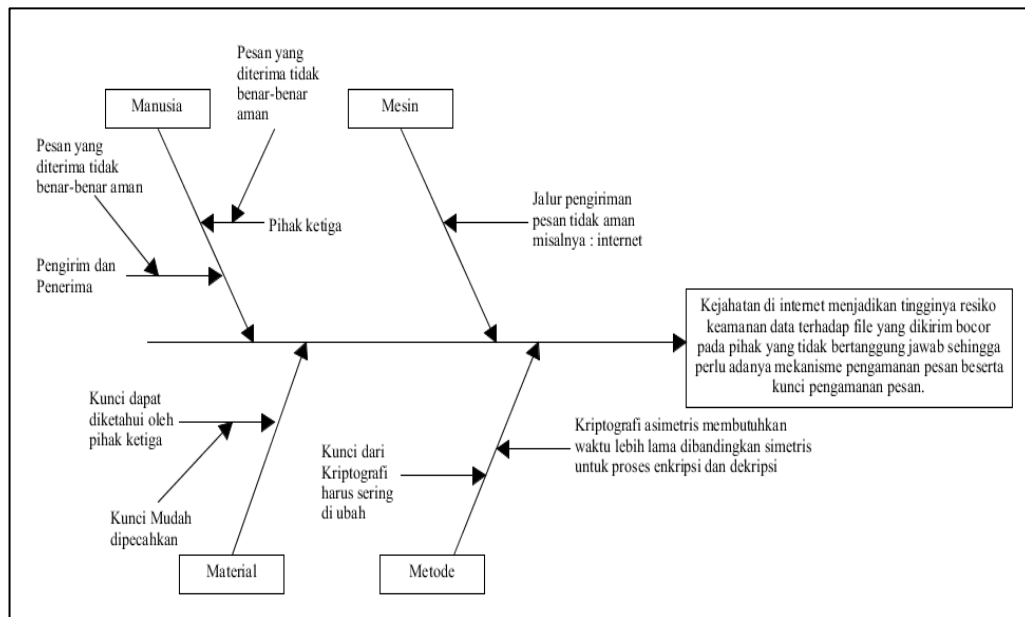 Pesan yang
diterima tidak
benar-benar
aman
Manusia
Mesin
Pesan yang
diterima tidak
benar-benar aman
Pihak ketiga
Jalur pengiriman
pesan tidak aman
misalnya : internet
Pengirim dan
Penerima
Kejahatan di internet menjadikan tingginya resiko
keamanan data terhadap file yang dikirim bocor
pada pihak yang tidak bertanggung jawab sehingga
perlu adanya mekanisme pengamanan pesan beserta
kunci pengamanan pesan.
Kunci dapat
diketahui oleh
pihak ketiga
Kunci Mudah
dipecahkan
Kunci dari
Kriptografi
harus sering
di ubah
Kriptografi asimetris membutuhkan
waktu lebih lama dibandingkan simetris
untuk proses enkripsi dan dekripsi
Material
Metode